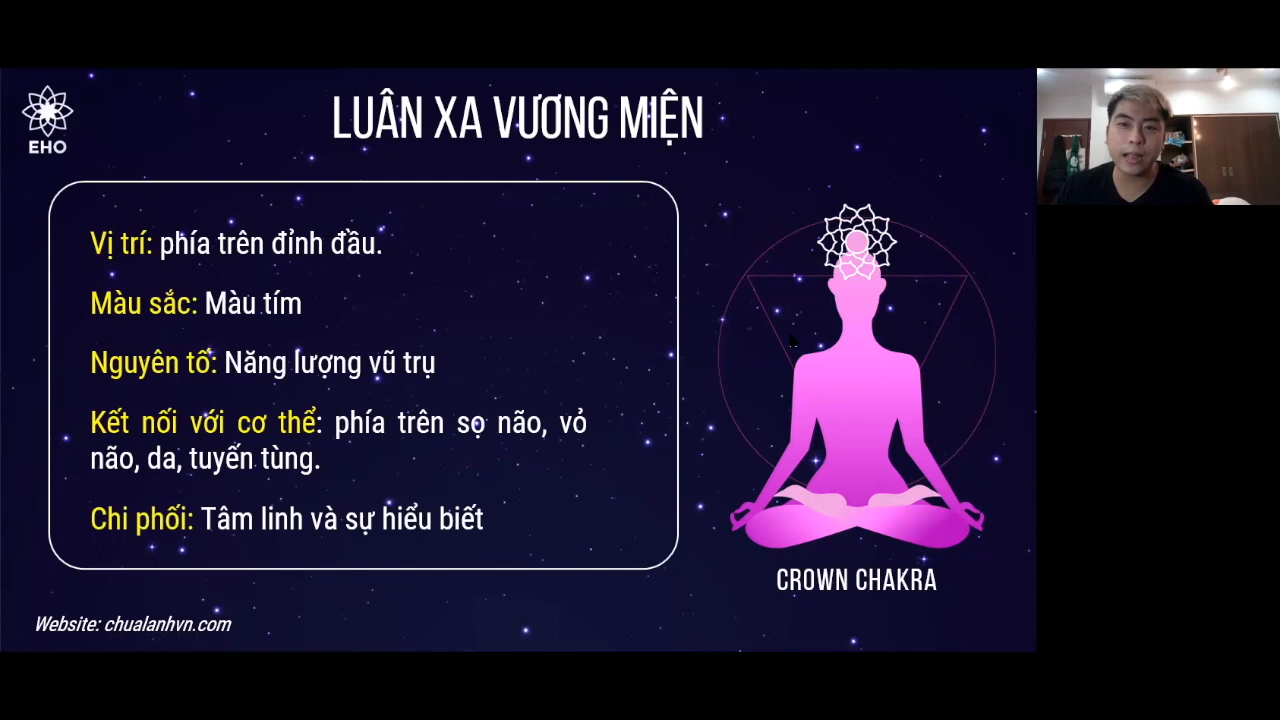 EHO
LUÂN XA VƯƠNG MIỆN
Vị trí: phía trên đỉnh đầu.
Màu sắc: Màu tím
Nguyên tố: Năng lượng vũ trụ
Kết nối với cơ thể: phía trên sọ não, vỏ
não, da, tuyến tùng.
Chi phối: Tâm linh và sự hiểu biết
CROWN CHAKRA
Website: chualanhvn.com